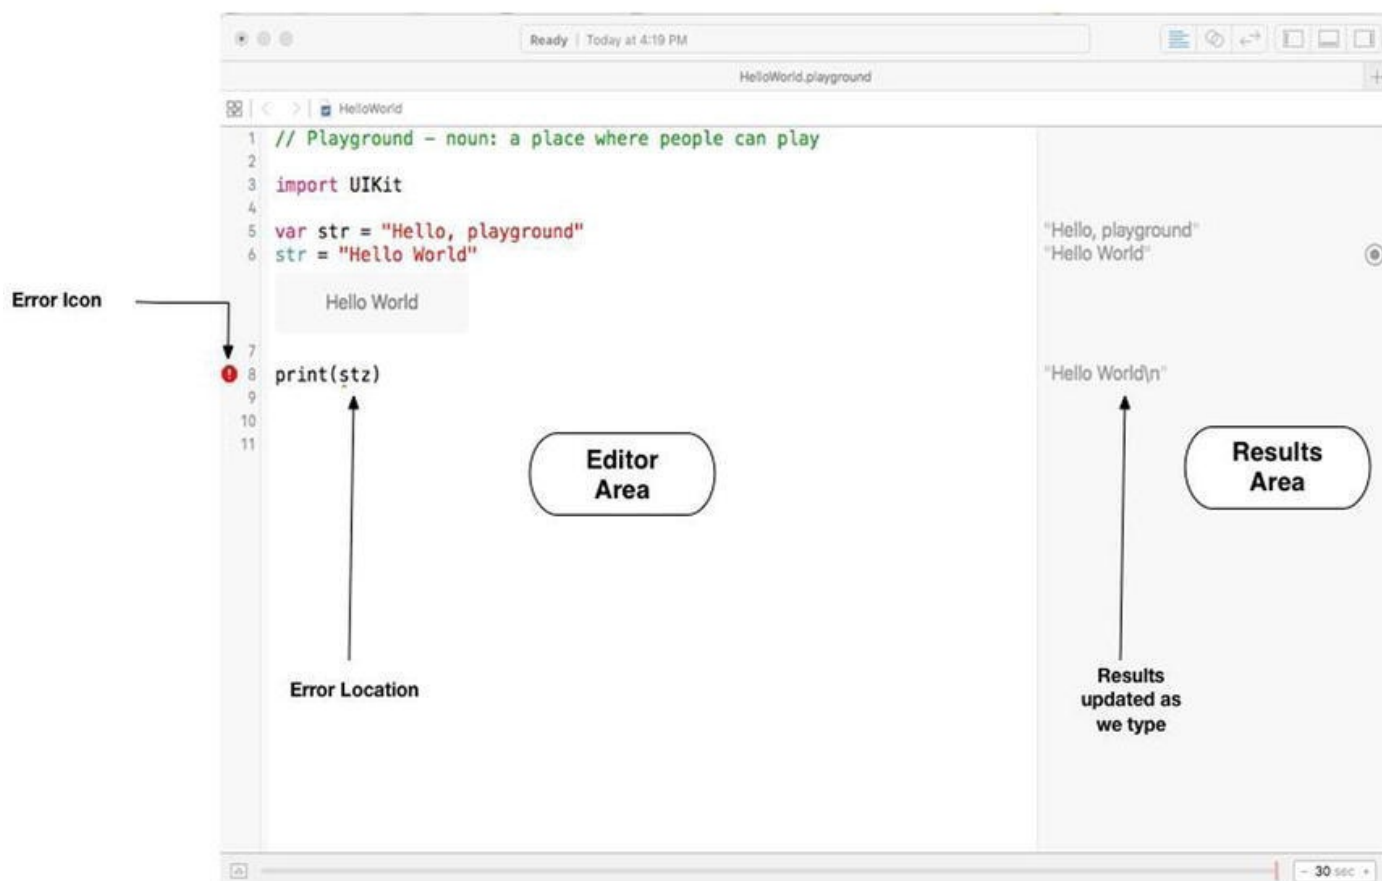 Ready | Today at 4:19 PM
HelloWorld.playground
HelloWorld
1 // Playground – noun: a place where people can play
2
3 import UIKit
4
5 var str = "Hello, playground" "Hello, playground"
6 str = "Hello World" "Hello World"
Error Icon
Hello World
7
8 print(stz) "Hello World\n"
9
10
11
Editor
Area
Results
Area
Error Location
Results
updated as
we type
- 30 sec +